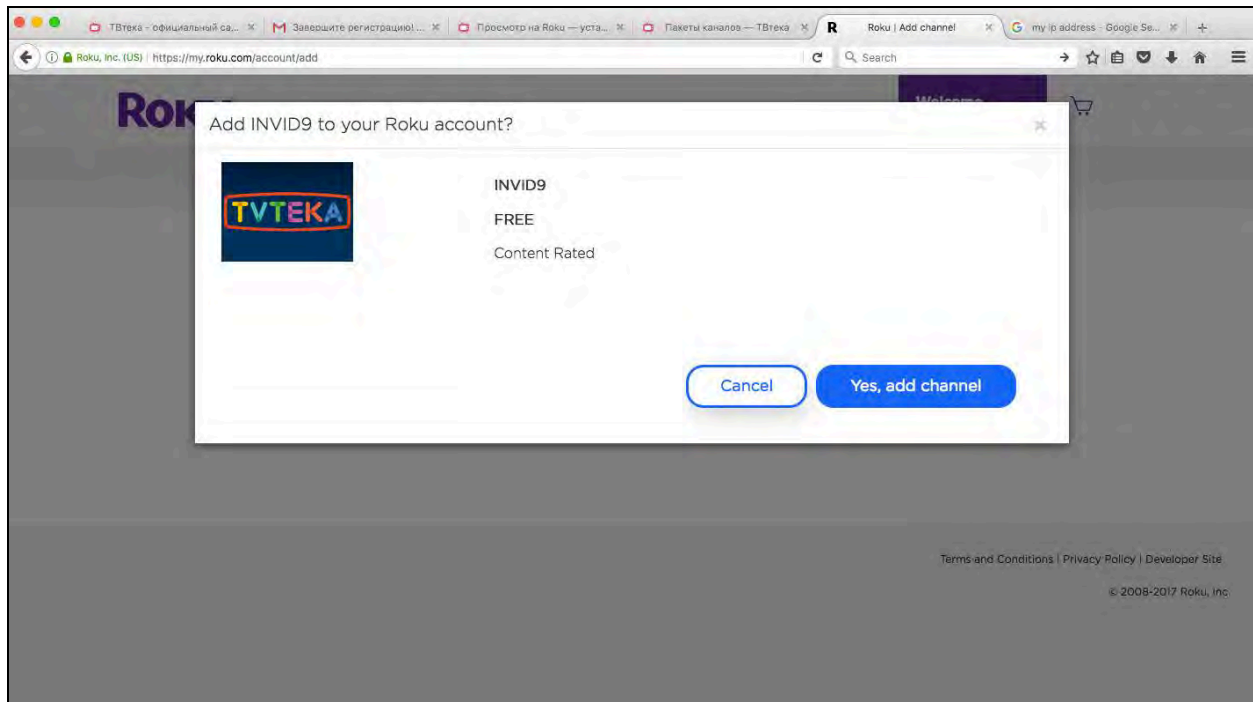 ТВтека - официальный са...
Завершите регистрацию! ...
Просмотр на Roku — уста...
Пакеты каналов — ТВтека
R Roku | Add channel
G my ip address - Google Se...
Roku, Inc. (US) https://my.roku.com/account/add
Search
Add INVID9 to your Roku account?
TVTEKA
INVID9
FREE
Content Rated
Cancel
Yes, add channel
Terms and Conditions | Privacy Policy | Developer Site
© 2008-2017 Roku, Inc